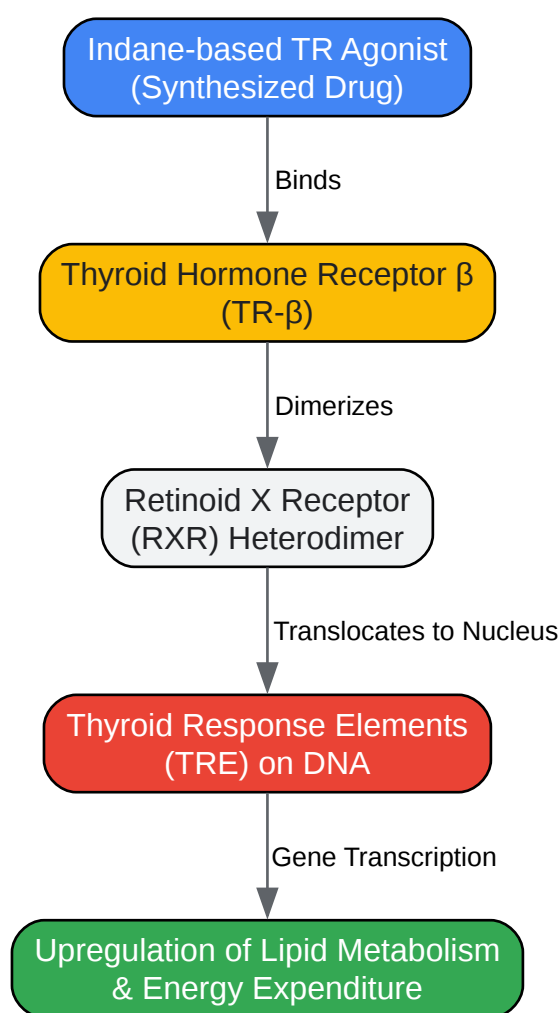 Indane-based TR Agonist
(Synthesized Drug)
Binds
Thyroid Hormone Receptor β
(TR-β)
Dimerizes
Retinoid X Receptor
(RXR) Heterodimer
Translocates to Nucleus
Thyroid Response Elements
(TRE) on DNA
Gene Transcription
Upregulation of Lipid Metabolism
& Energy Expenditure